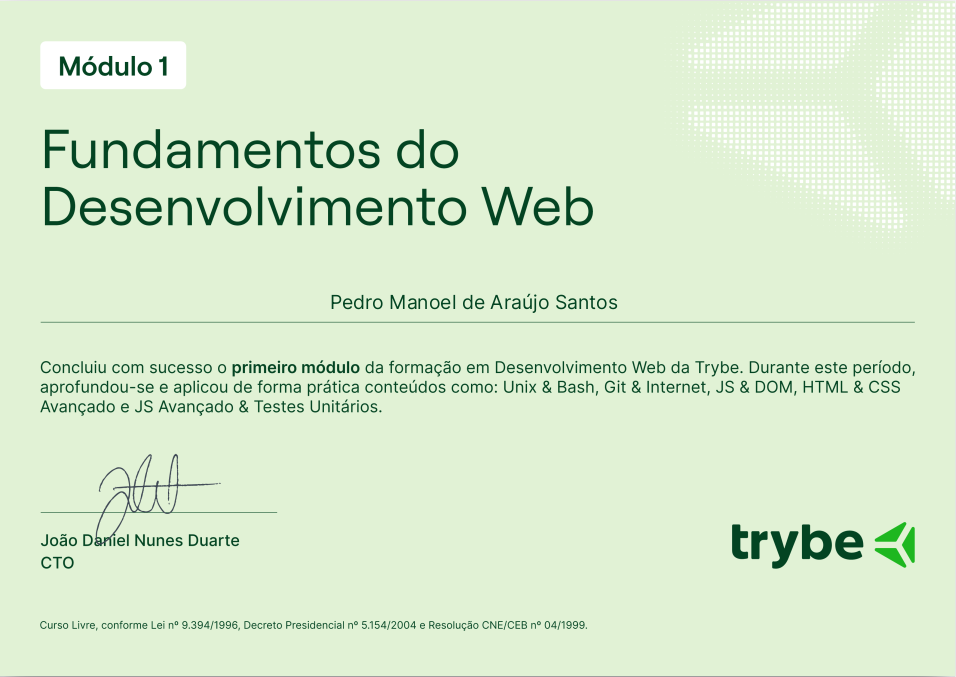 Módulo 1
Fundamentos do
Desenvolvimento Web
Pedro Manoel de Araújo Santos
Concluiu com sucesso o primeiro módulo da formação em Desenvolvimento Web da Trybe. Durante este período,
aprofundou-se e aplicou de forma prática conteúdos como: Unix & Bash, Git & Internet, JS & DOM, HTML & CSS
Avançado e JS Avançado & Testes Unitários.
João Daniel Nunes Duarte
CTO
trybe
Curso Livre, conforme Lei nº 9.394/1996, Decreto Presidencial nº 5.154/2004 e Resolução CNE/CEB nº 04/1999.